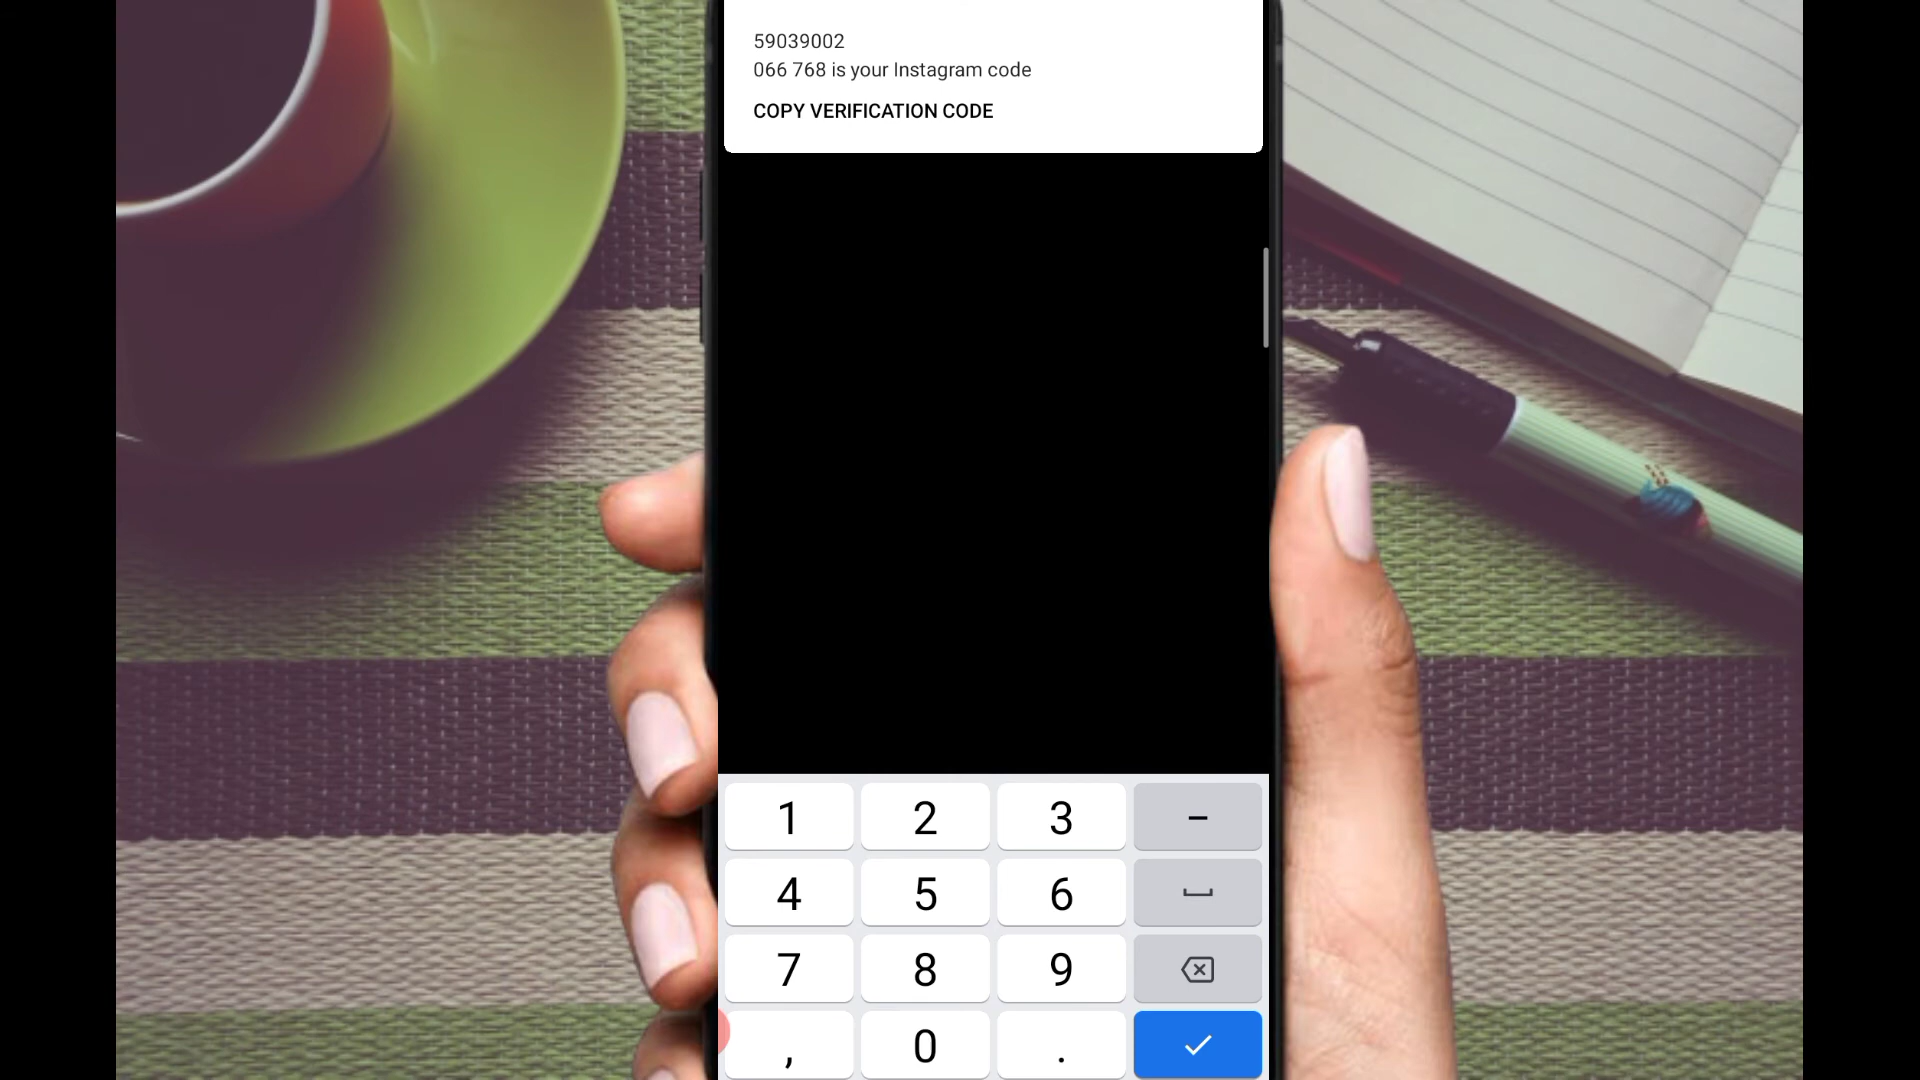 59039002
066 768 is your Instagram code
COPY VERIFICATION CODE
1 2 3 –
4 5 6
7 8 9
, 0 .